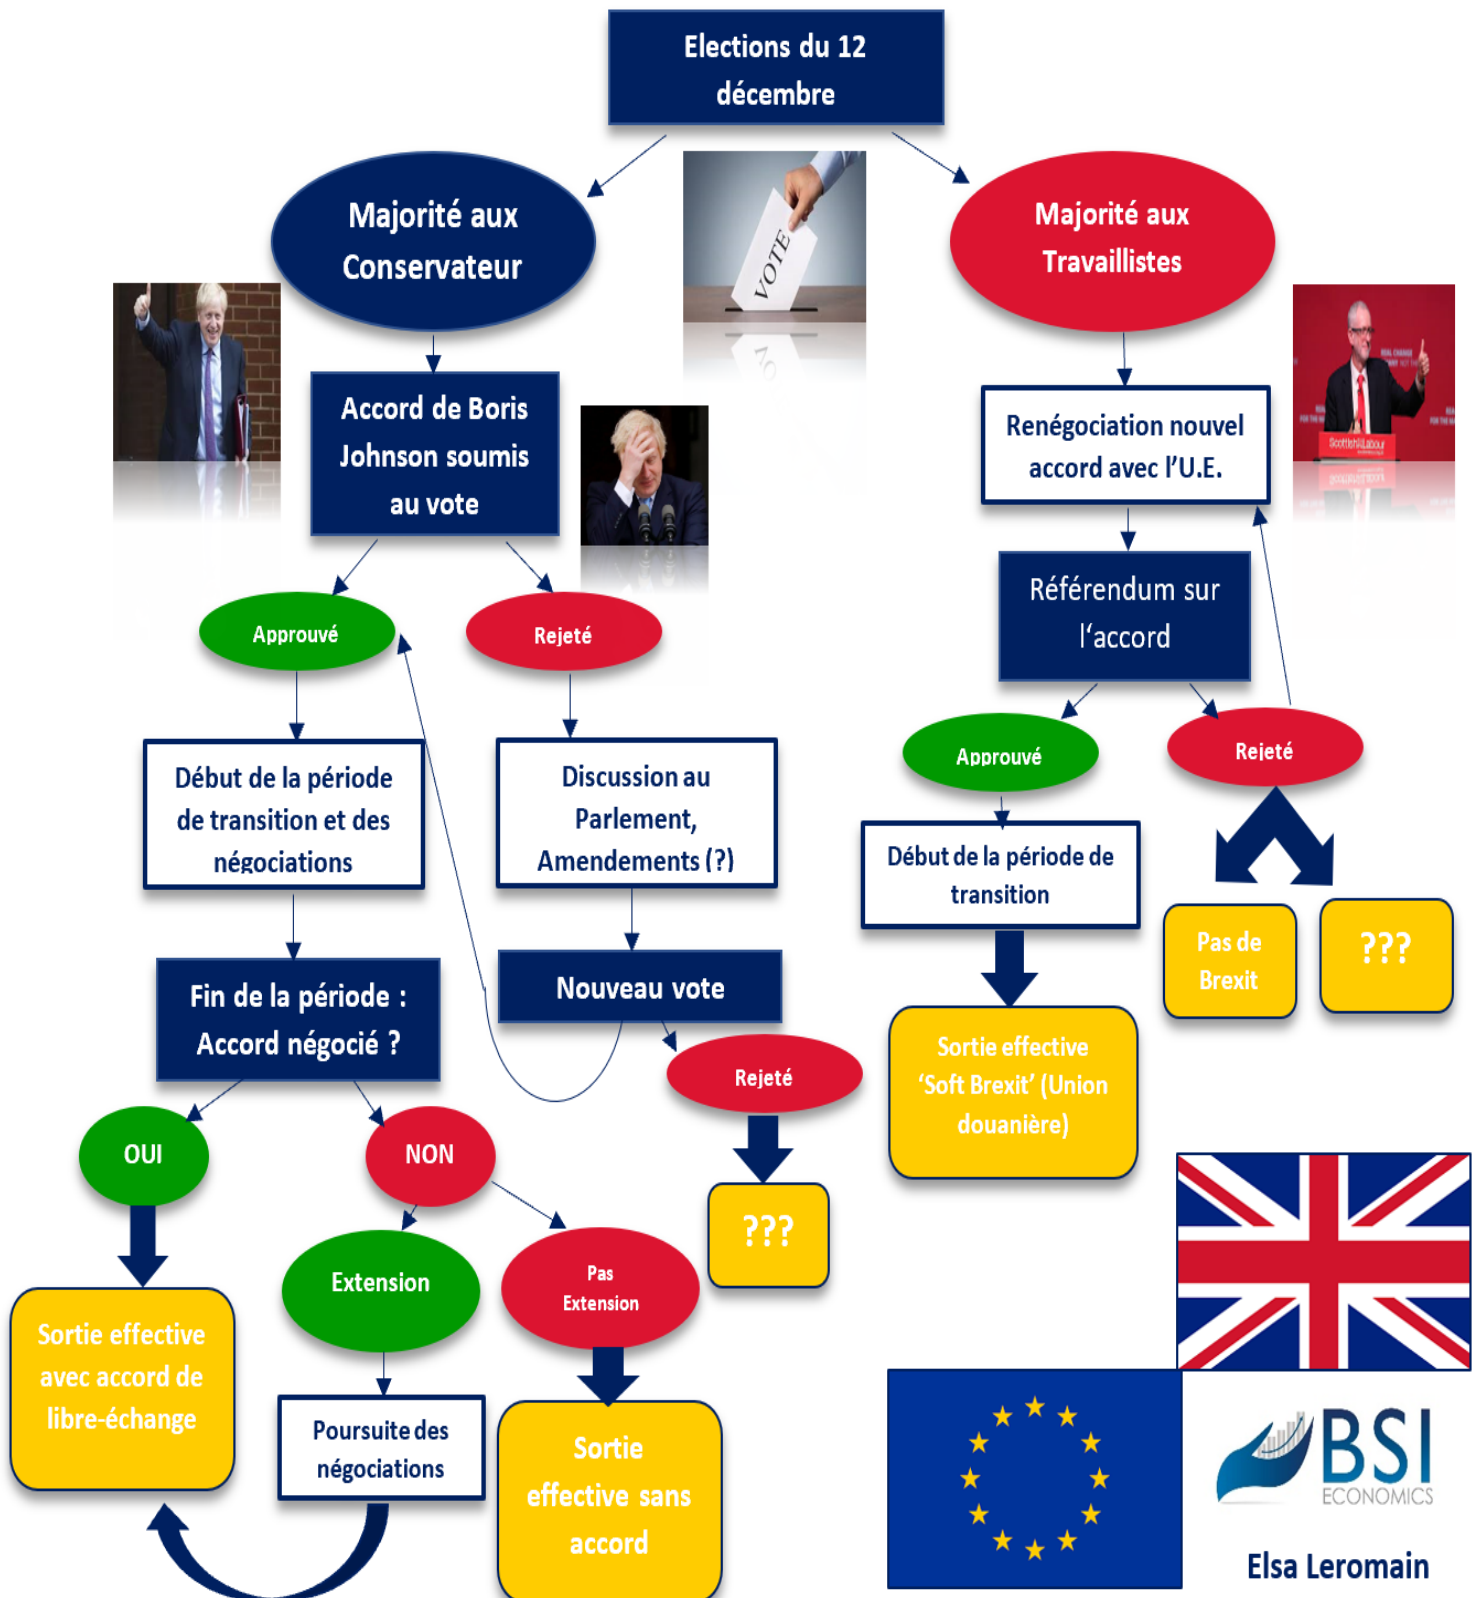 Elections du 12
décembre
Majorité aux
Conservateur
VOTE
Majorité aux
Travaillistes
Accord de Boris
Johnson soumis
au vote
Renégociation nouvel
accord avec l'U.E.
REAL CHANGE
Scottish Labour
Référendum sur
l'accord
Approuvé
Rejeté
Approuvé
Rejeté
Début de la période
de transition et des
négociations
Discussion au
Parlement,
Amendements (?)
Début de la période de
transition
Pas de
Brexit
???
Fin de la période :
Accord négocié ?
Nouveau vote
Rejeté
Sortie effective
‘Soft Brexit’ (Union
douanière)
OUI
NON
???
Extension
Pas
Extension
Sortie effective
avec accord de
libre-échange
Poursuite des
négociations
Sortie
effective sans
accord
BSI
ECONOMICS
Elsa Leromain